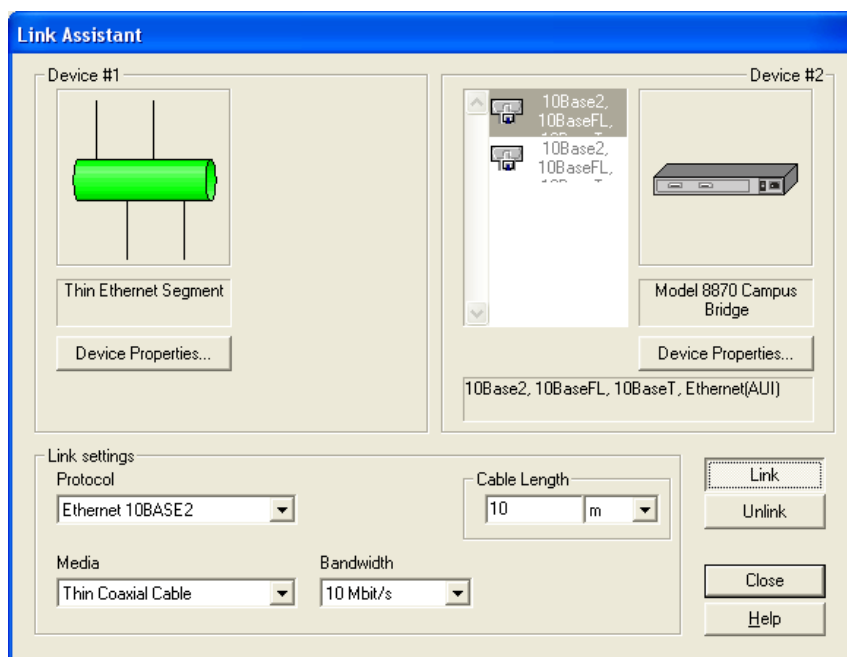 Link Assistant
Device #1
Thin Ethernet Segment
Device Properties...
Device #2
10Base2,
10BaseFL,
10Base2,
10BaseFL,
Model 8870 Campus
Bridge
Device Properties...
10Base2, 10BaseFL, 10BaseT, Ethernet(AUI)
Link settings
Protocol
Ethernet 10BASE2
Cable Length
10 m
Media
Thin Coaxial Cable
Bandwidth
10 Mbit/s
Link
Unlink
Close
Help